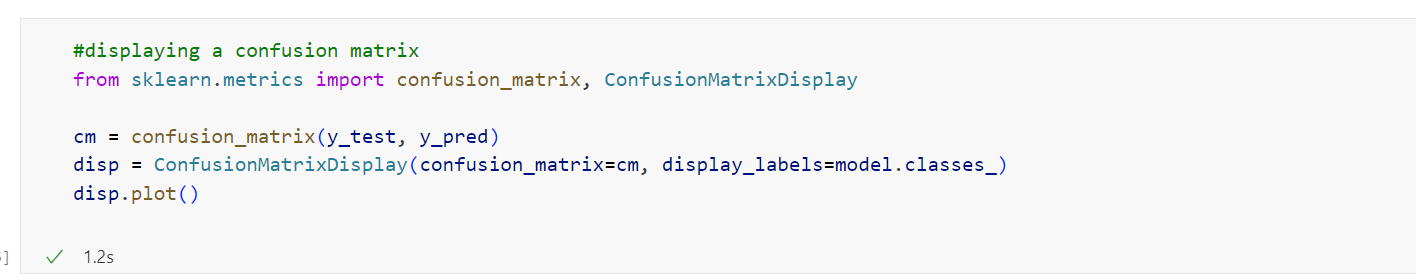 #displaying a confusion matrix
from sklearn.metrics import confusion_matrix, ConfusionMatrixDisplay
cm = confusion_matrix(y_test, y_pred)
disp = ConfusionMatrixDisplay(confusion_matrix=cm, display_labels=model.classes_)
disp.plot()
1.2s